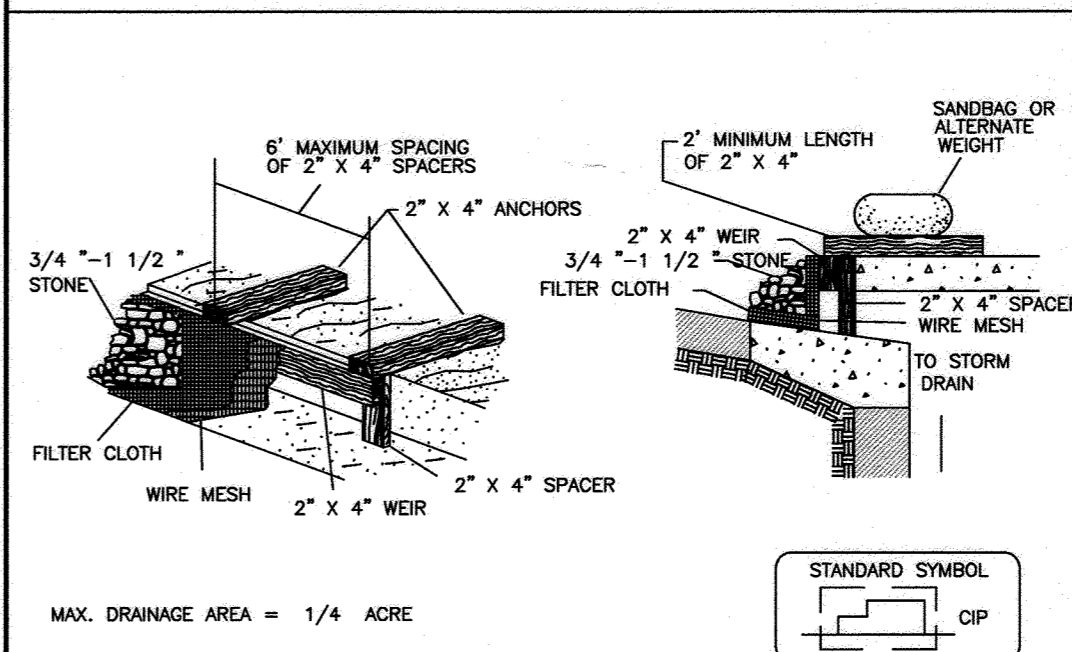 6' MAXIMUM SPACING
OF 2" X 4" SPACERS
2" X 4" ANCHORS
3/4 "-1 1/2 "
STONE
FILTER CLOTH
WIRE MESH
2" X 4" WEIR
2" X 4" SPACER
SANDBAG OR
ALTERNATE
WEIGHT
2' MINIMUM LENGTH
OF 2" X 4"
2" X 4" WEIR
3/4 "-1 1/2 " STONE
FILTER CLOTH
2" X 4" SPACER
WIRE MESH
TO STORM
DRAIN
MAX. DRAINAGE AREA = 1/4 ACRE
STANDARD SYMBOL
CIP